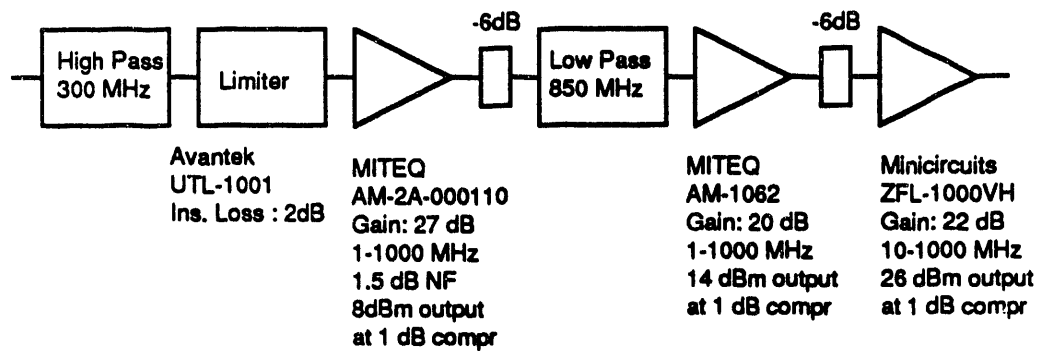 -6dB
-6dB
High Pass
300 MHz
Limiter
Low Pass
850 MHz
Avantek
UTL-1001
Ins. Loss : 2dB
MITEQ
AM-2A-000110
Gain: 27 dB
1-1000 MHz
1.5 dB NF
8dBm output
at 1 dB compr
MITEQ
AM-1062
Gain: 20 dB
1-1000 MHz
14 dBm output
at 1 dB compr
Minicircuits
ZFL-1000VH
Gain: 22 dB
10-1000 MHz
26 dBm output
at 1 dB compr